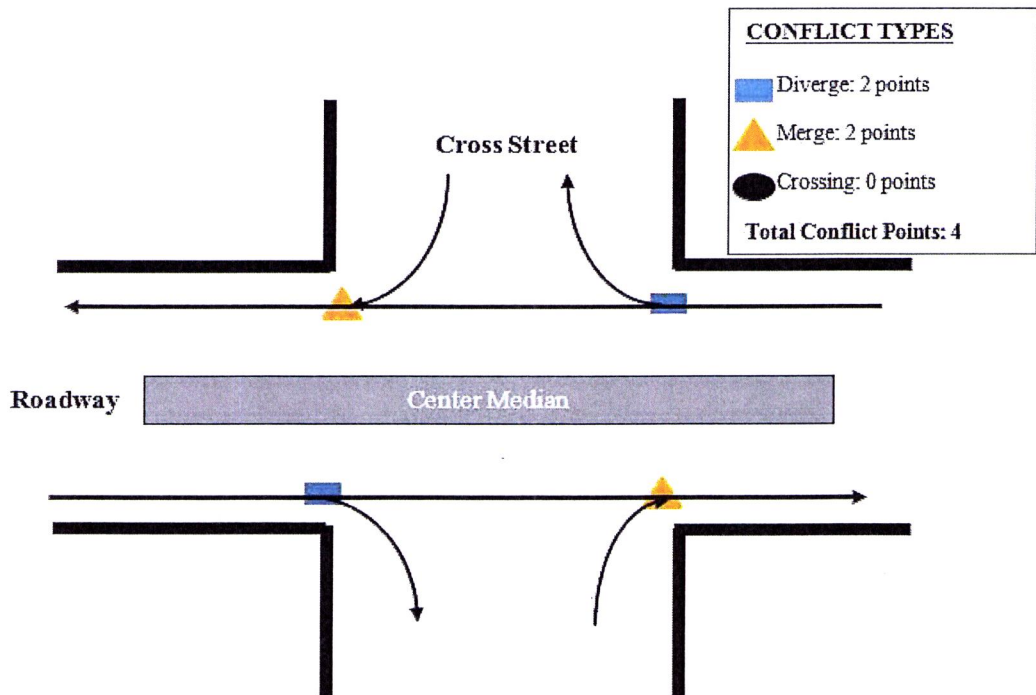 CONFLICT TYPES
Diverge: 2 points
Merge: 2 points
Crossing: 0 points
Total Conflict Points: 4
Cross Street
Roadway
Center Median